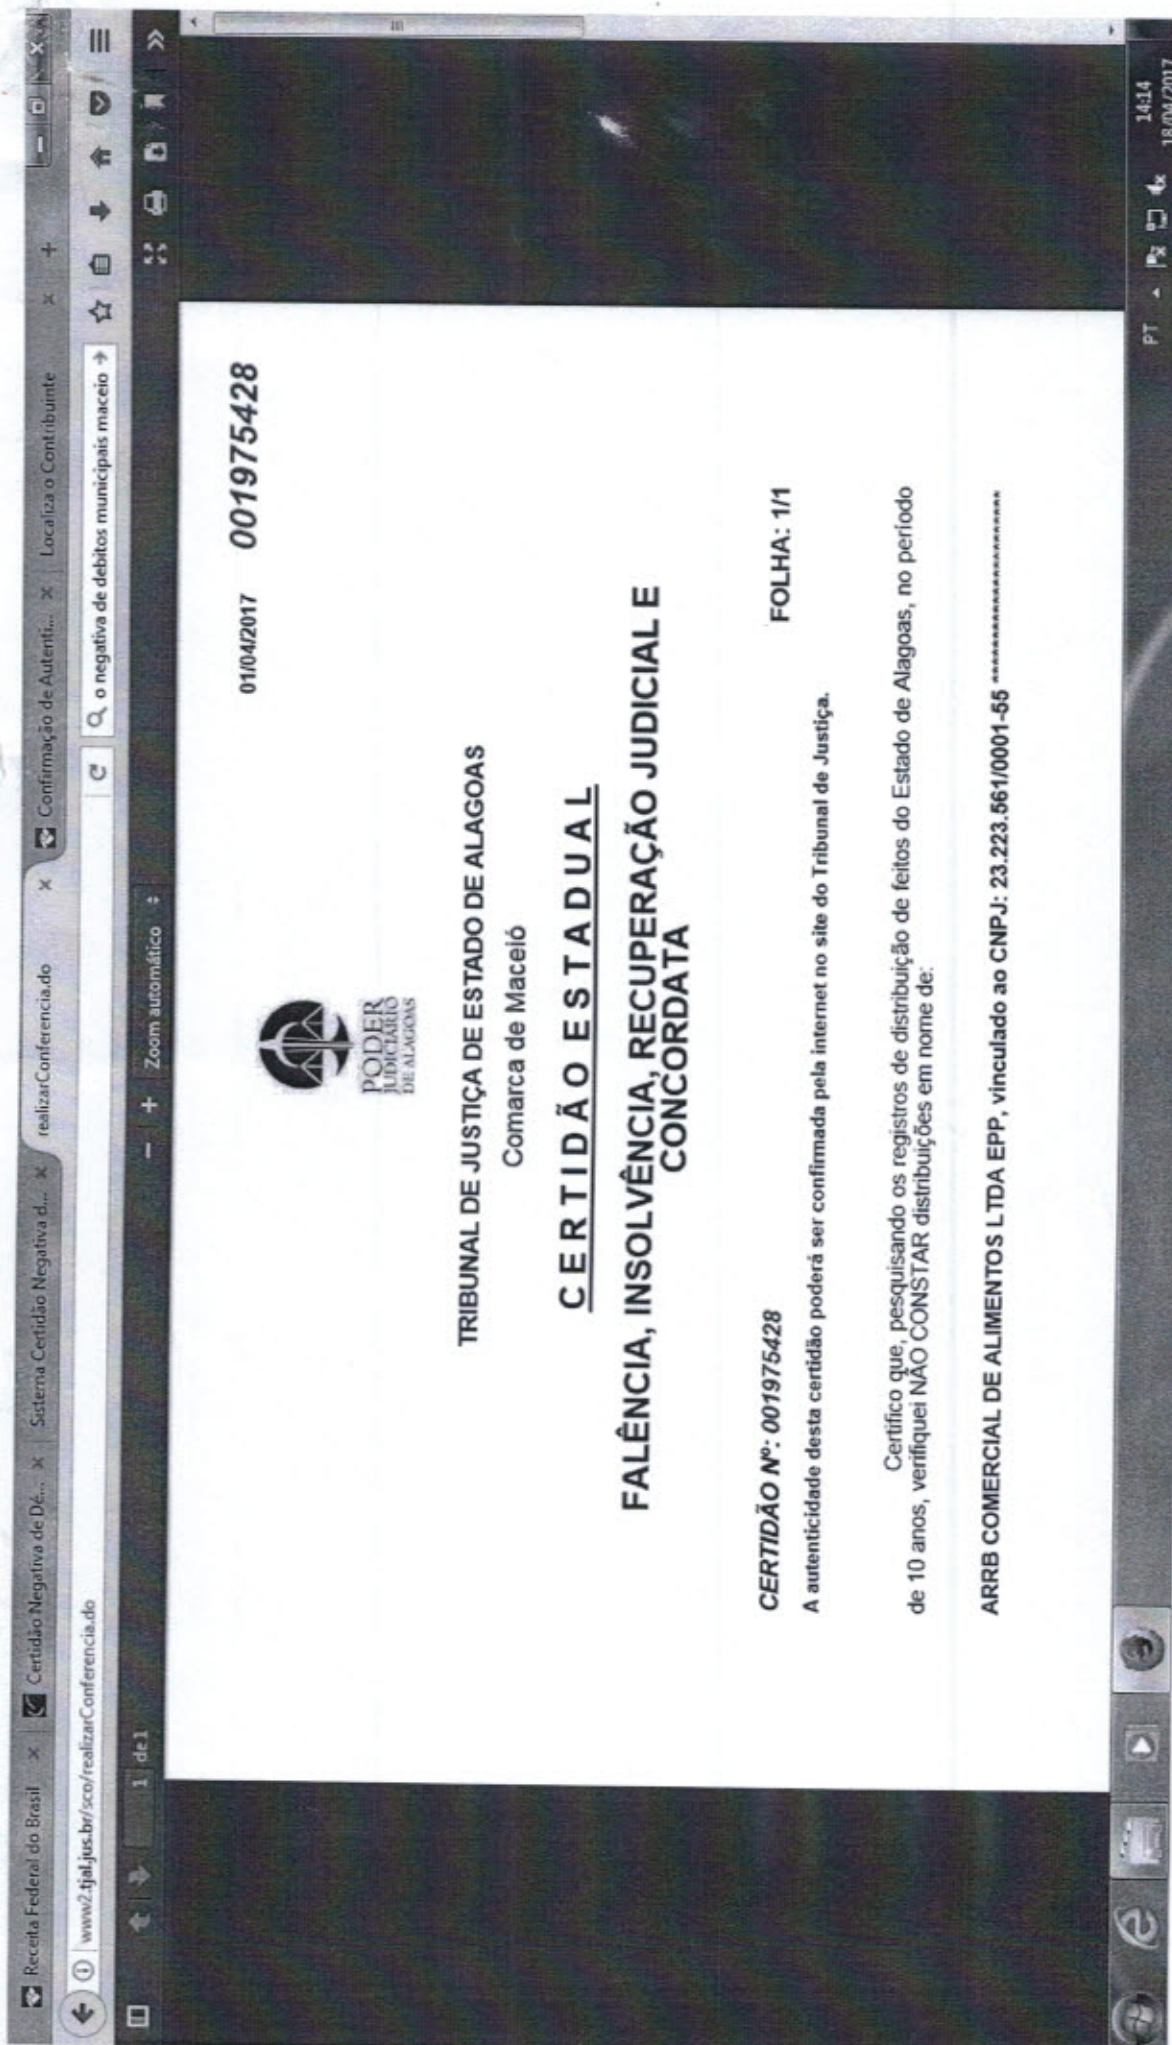 Receita Federal do Brasil × Certidão Negativa de Dé... × Sistema Certidão Negativa d... × realizarConferencia.do × Confirmação de Autenti... × Localiza o Contribuinte × +
www2.tjal.jus.br/sco/realizarConferencia.do
o negativa de debitos municipais maceio
1 de 1
Zoom automático
01/04/2017 001975428
PODER
JUDICIÁRIO
DE ALAGOAS
TRIBUNAL DE JUSTIÇA DE ESTADO DE ALAGOAS
Comarca de Maceió
CERTIDÃO ESTADUAL
FALÊNCIA, INSOLVÊNCIA, RECUPERAÇÃO JUDICIAL E
CONCORDATA
CERTIDÃO Nº: 001975428 FOLHA: 1/1
A autenticidade desta certidão poderá ser confirmada pela internet no site do Tribunal de Justiça.
Certifico que, pesquisando os registros de distribuição de feitos do Estado de Alagoas, no período
de 10 anos, verifiquei NÃO CONSTAR distribuições em nome de:
ARRB COMERCIAL DE ALIMENTOS LTDA EPP, vinculado ao CNPJ: 23.223.561/0001-55 **************************
PT
14:14
18/04/2017